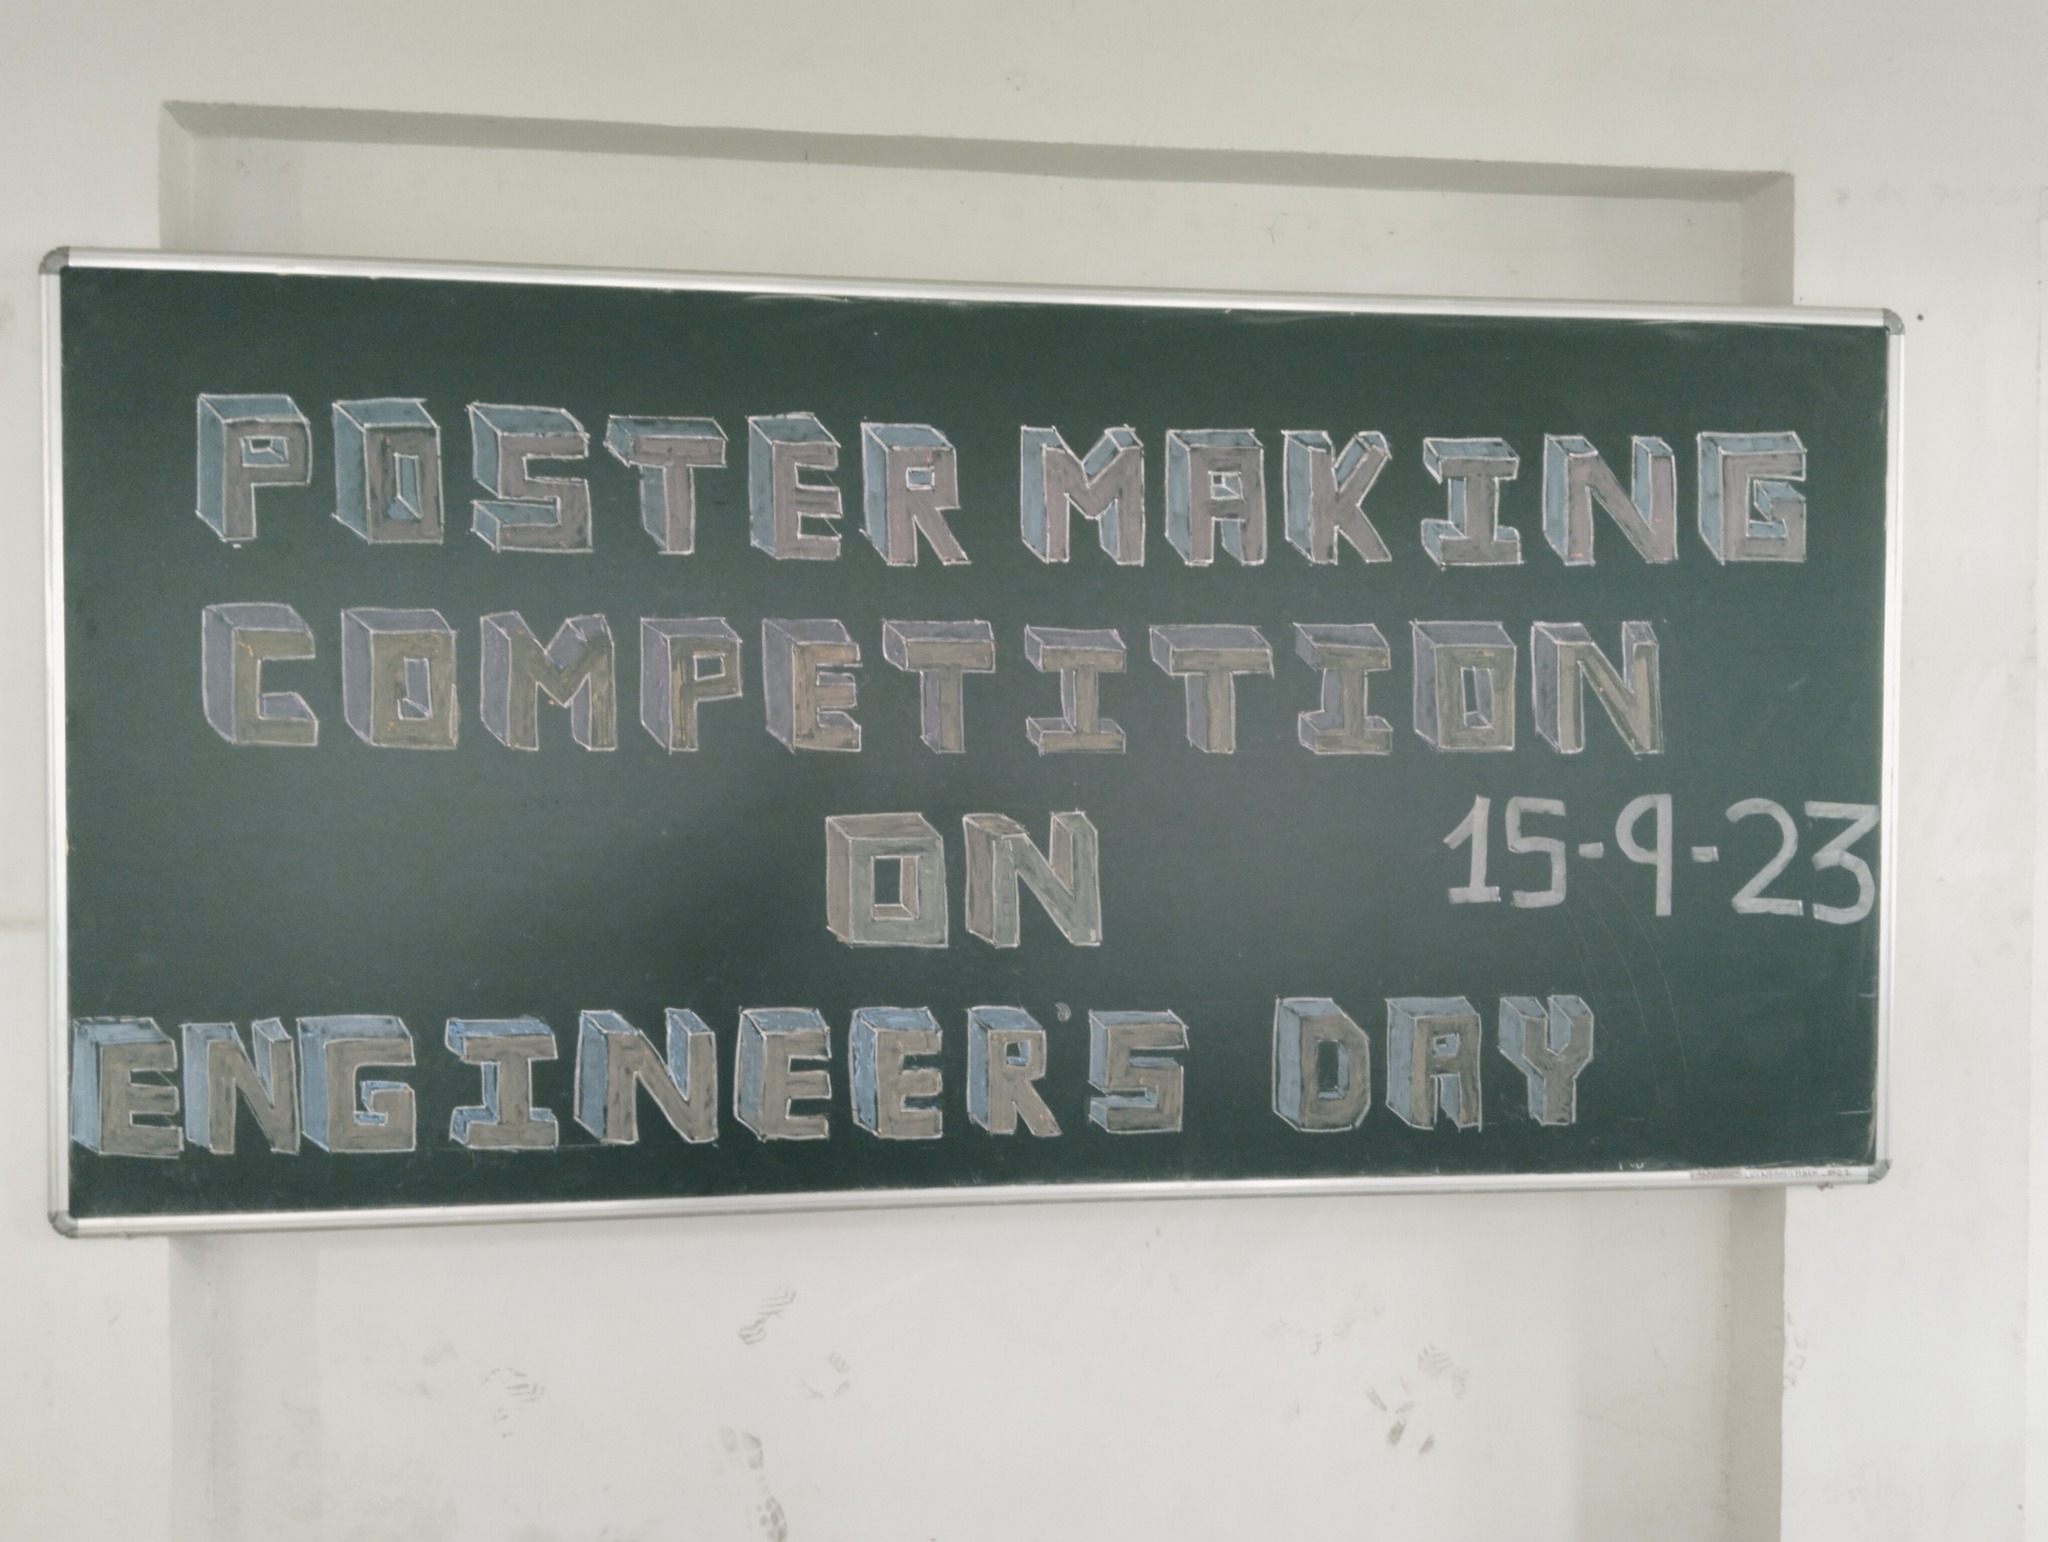 POSTER MAKING
COMPETITION
ON
15-9-23
ENGINEER'S DAY